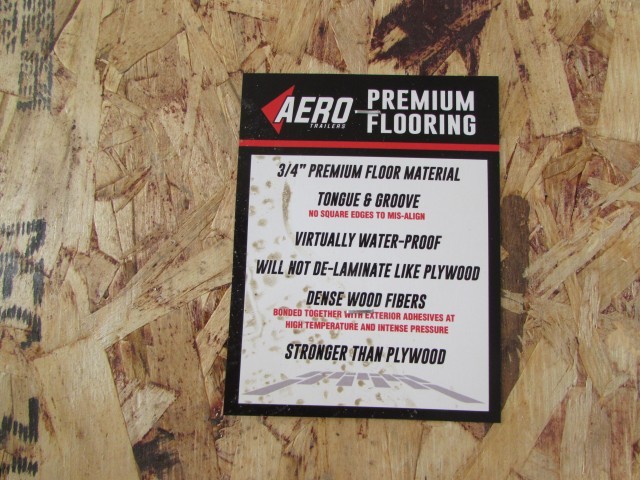 AERO
TRAILERS
PREMIUM
FLOORING
3/4" PREMIUM FLOOR MATERIAL
TONGUE & GROOVE
NO SQUARE EDGES TO MIS-ALIGN
VIRTUALLY WATER-PROOF
WILL NOT DE-LAMINATE LIKE PLYWOOD
DENSE WOOD FIBERS
BONDED TOGETHER WITH EXTERIOR ADHESIVES AT
HIGH TEMPERATURE AND INTENSE PRESSURE
STRONGER THAN PLYWOOD